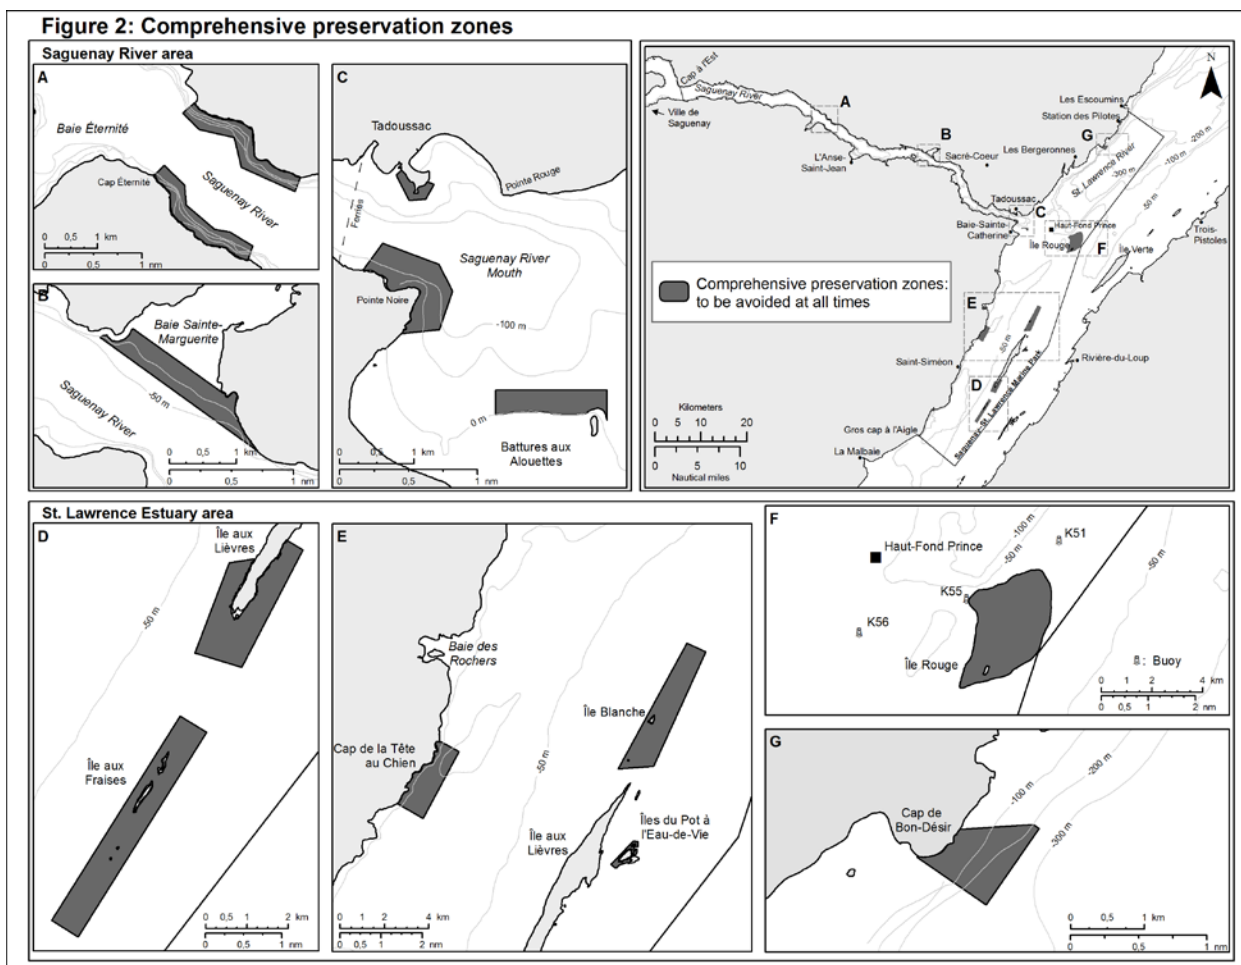 Figure 2: Comprehensive preservation zones
Saguenay River area
A
Baie Éternité
Cap Éternité
Saguenay River
0 0,5 1 km
0 0,5 1 nm
B
Baie Sainte-
Marguerite
-50 m
Saguenay River
0 0,5 1 km
0 0,5 1 nm
C
Tadoussac
Pointe Rouge
Ferries
Saguenay River
Mouth
Pointe Noire
-100 m
0 m
Battures aux
Alouettes
0 0,5 1 km
0 0,5 1 nm
N
Cap à l'Est
Saguenay River
Ville de
Saguenay
A
L'Anse-
Saint-Jean
B
Sacré-Coeur
Les Escoumins
Station des Pilotes
G
Les Bergeronnes
St. Lawrence River
-200 m
-100 m
-300 m
-50 m
Tadoussac
C
Baie-Sainte-
Catherine
Haut-Fond Prince
Île Rouge
F
Île Verte
Trois-
Pistoles
Comprehensive preservation zones:
to be avoided at all times
E
-50 m
Saint-Siméon
Rivière-du-Loup
D
Saguenay-St. Lawrence Marine Park
Kilometers
0 5 10 20
0 5 10
Nautical miles
Gros cap à l'Aigle
La Malbaie
St. Lawrence Estuary area
D
Île aux
Lièvres
-50 m
Île aux
Fraises
0 0,5 1 2 km
0 0,5 1 nm
E
Baie des
Rochers
Île Blanche
Cap de la Tête
au Chien
-50 m
Îles du Pot à
l'Eau-de-Vie
Île aux
Lièvres
0 1 2 4 km
0 0,5 1 2 nm
F
-100 m
K51
Haut-Fond Prince
-50 m
-50 m
K55
K56
Île Rouge
: Buoy
0 1 2 4 km
0 0,5 1 2 nm
G
-200 m
-100 m
Cap de
Bon-Désir
-300 m
0 0,5 1 km
0 0,5 1 nm